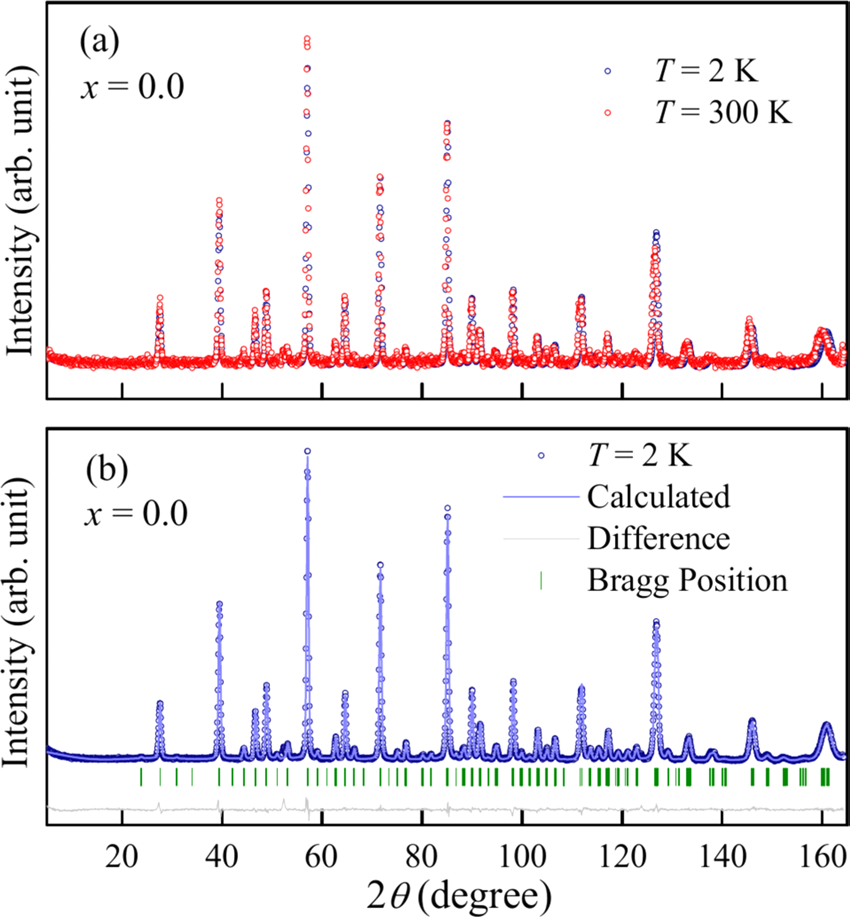 (a)
x = 0.0
T = 2 K
T = 300 K
Intensity (arb. unit)
(b)
x = 0.0
T = 2 K
Calculated
Difference
Bragg Position
Intensity (arb. unit)
20 40 60 80 100 120 140 160
2θ (degree)